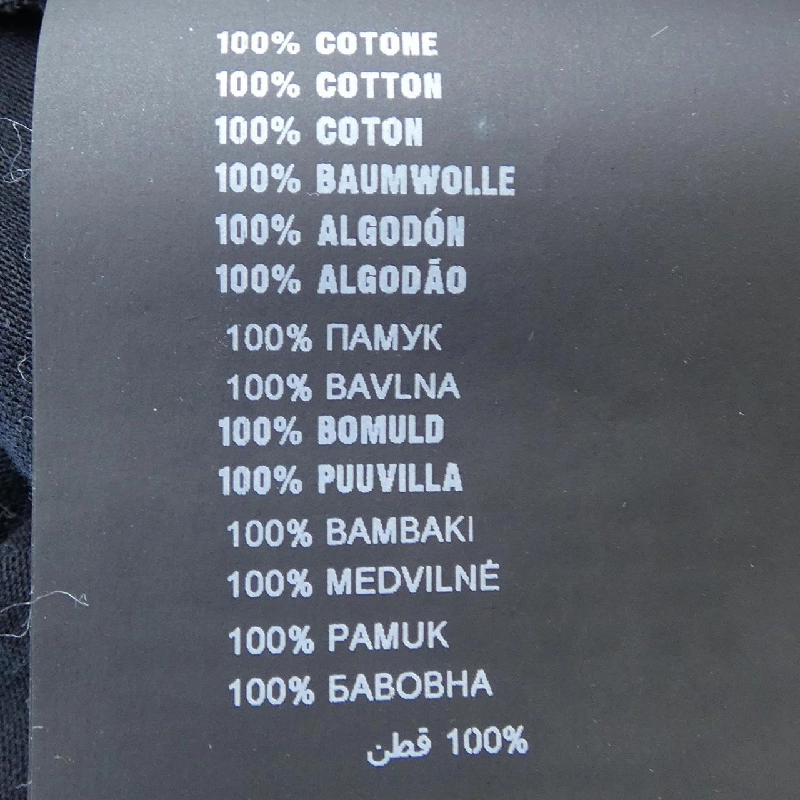 100% COTONE
100% COTTON
100% COTON
100% BAUMWOLLE
100% ALGODÓN
100% ALGODÃO
100% ПАМУК
100% BAVLNA
100% BOMULD
100% PUUVILLA
100% ΒΑΜΒΑΚΙ
100% MEDVILNĖ
100% PAMUK
100% БАВОВНА
100% قطن